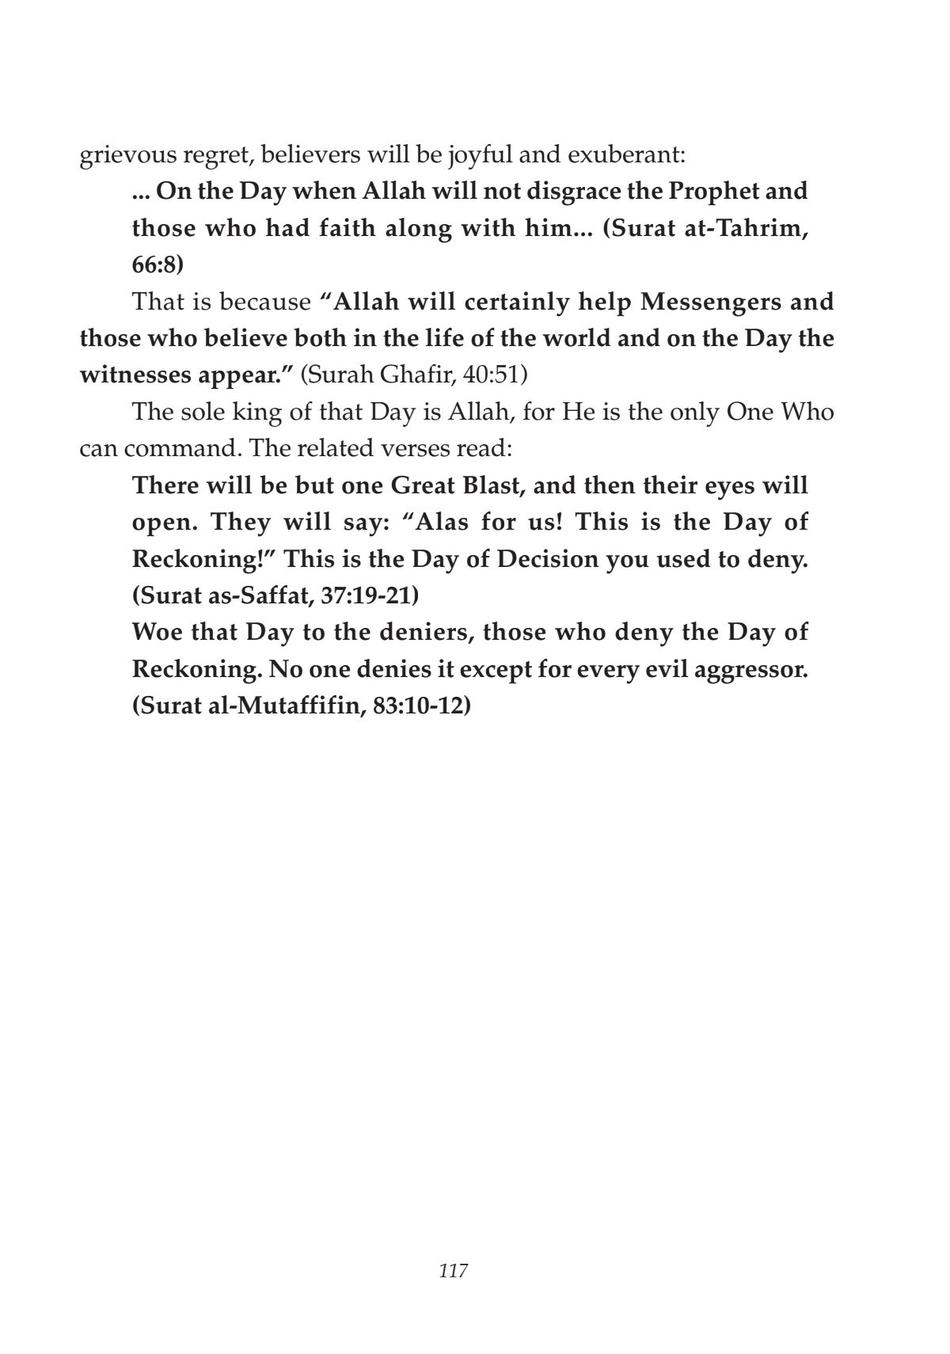 grievous regret, believers will be joyful and exuberant:
... On the Day when Allah will not disgrace the Prophet and
those who had faith along with him... (Surat at-Tahrim,
66:8)
That is because “Allah will certainly help Messengers and
those who believe both in the life of the world and on the Day the
witnesses appear.” (Surah Ghafir, 40:51)
The sole king of that Day is Allah, for He is the only One Who
can command. The related verses read:
There will be but one Great Blast, and then their eyes will
open. They will say: “Alas for us! This is the Day of
Reckoning!” This is the Day of Decision you used to deny.
(Surat as-Saffat, 37:19-21)
Woe that Day to the deniers, those who deny the Day of
Reckoning. No one denies it except for every evil aggressor.
(Surat al-Mutaffifin, 83:10-12)
117